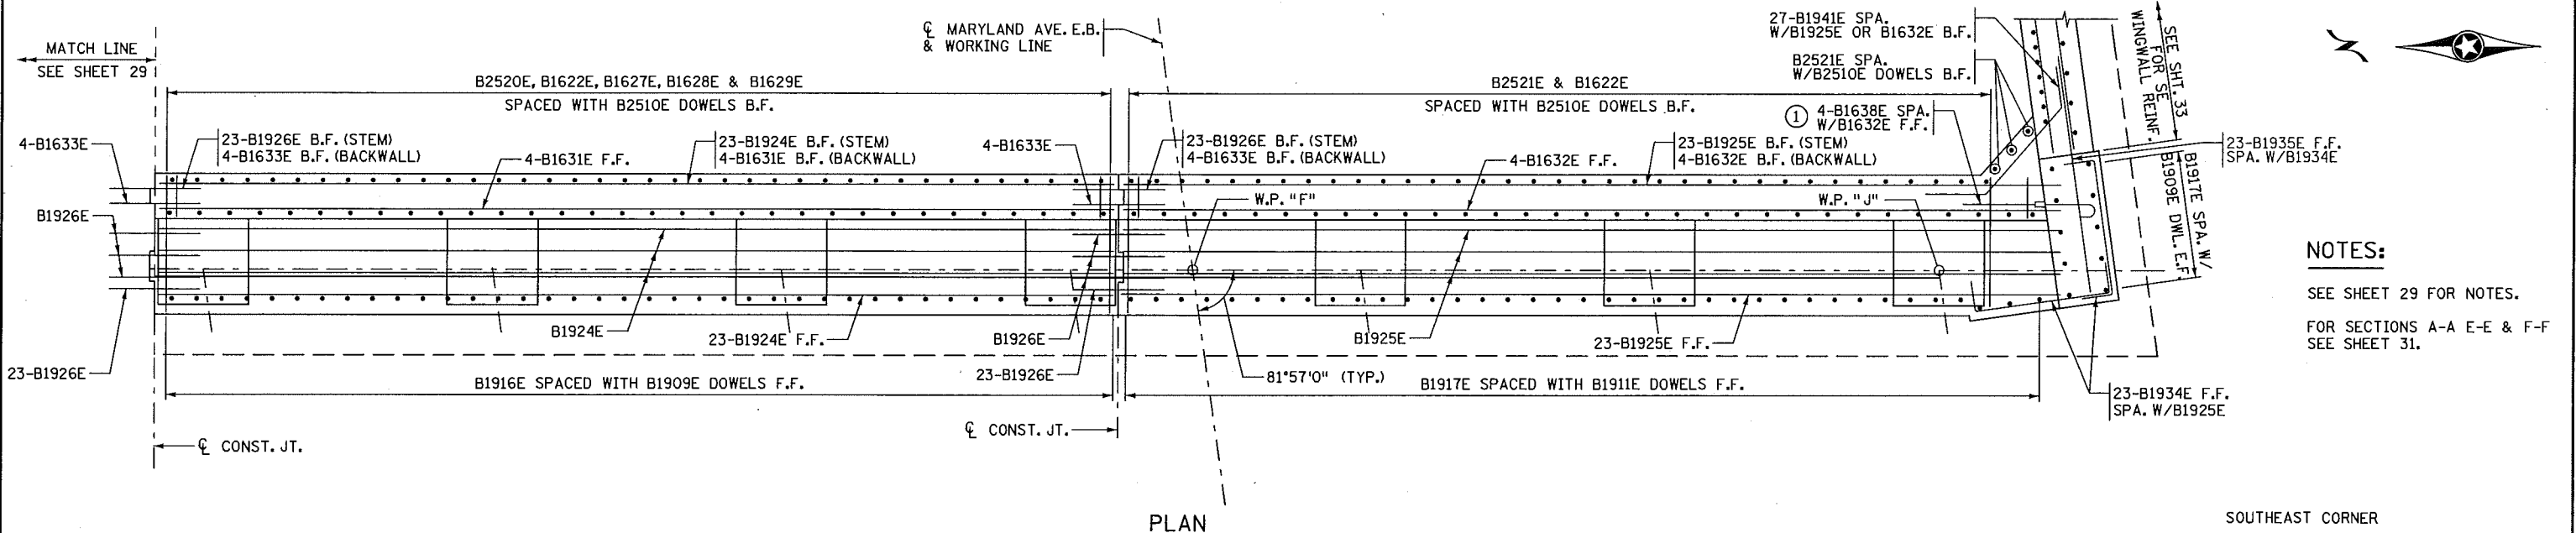 MATCH LINE
SEE SHEET 29
℄ MARYLAND AVE. E.B.
& WORKING LINE
27-B1941E SPA.
W/B1925E OR B1632E B.F.
B2521E SPA.
W/B2510E DOWELS B.F.
SEE SHT. 33
FOR SE
WINGWALL REINF.
B2520E, B1622E, B1627E, B1628E & B1629E
SPACED WITH B2510E DOWELS B.F.
B2521E & B1622E
SPACED WITH B2510E DOWELS B.F.
1 4-B1638E SPA.
W/B1632E F.F.
4-B1633E
23-B1926E B.F. (STEM)
4-B1633E B.F. (BACKWALL)
4-B1631E F.F.
23-B1924E B.F. (STEM)
4-B1631E B.F. (BACKWALL)
4-B1633E
23-B1926E B.F. (STEM)
4-B1633E B.F. (BACKWALL)
4-B1632E F.F.
23-B1925E B.F. (STEM)
4-B1632E B.F. (BACKWALL)
23-B1935E F.F.
SPA. W/B1934E
B1917E SPA. W/
B1909E DWL. E.F.
B1926E
W.P. "F"
W.P. "J"
NOTES:
SEE SHEET 29 FOR NOTES.
FOR SECTIONS A-A E-E & F-F
SEE SHEET 31.
B1924E
23-B1924E F.F.
B1926E
B1925E
23-B1925E F.F.
23-B1926E
B1916E SPACED WITH B1909E DOWELS F.F.
23-B1926E
81°57'0" (TYP.)
B1917E SPACED WITH B1911E DOWELS F.F.
23-B1934E F.F.
SPA. W/B1925E
℄ CONST. JT.
℄ CONST. JT.
PLAN
SOUTHEAST CORNER